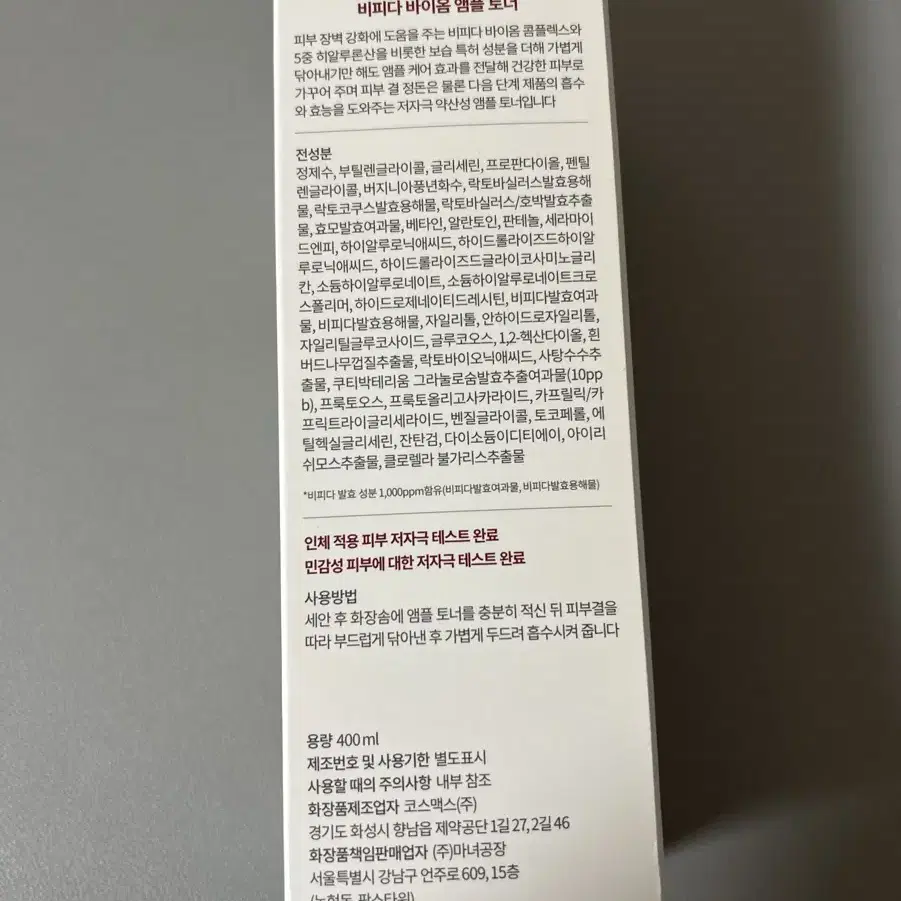 비피다 바이옴 앰플 토너
피부 장벽 강화에 도움을 주는 비피다 바이옴 콤플렉스와
5중 히알루론산을 비롯한 보습 특허 성분을 더해 가볍게
닦아내기만 해도 앰플 케어 효과를 전달해 건강한 피부로
가꾸어 주며 피부 결 정돈은 물론 다음 단계 제품의 흡수
와 효능을 도와주는 저자극 약산성 앰플 토너입니다
전성분
정제수, 부틸렌글라이콜, 글리세린, 프로판다이올, 펜틸
렌글라이콜, 버지니아풍년화수, 락토바실러스발효용해
물, 락토코쿠스발효용해물, 락토바실러스/호박발효추출
물, 효모발효여과물, 베타인, 알란토인, 판테놀, 세라마이
드엔피, 하이알루로닉애씨드, 하이드롤라이즈드하이알
루로닉애씨드, 하이드롤라이즈드글라이코사미노글리
칸, 소듐하이알루로네이트, 소듐하이알루로네이트크로
스폴리머, 하이드로제네이티드레시틴, 비피다발효여과
물, 비피다발효용해물, 자일리톨, 안하이드로자일리톨,
자일리틸글루코사이드, 글루코오스, 1,2-헥산다이올, 흰
버드나무껍질추출물, 락토바이오닉애씨드, 사탕수수추
출물, 쿠티박테리움 그라눌로숨발효추출여과물(10pp
b), 프룩토오스, 프룩토올리고사카라이드, 카프릴릭/카
프릭트라이글리세라이드, 벤질글라이콜, 토코페롤, 에
틸헥실글리세린, 잔탄검, 다이소듐이디티에이, 아이리
쉬모스추출물, 클로렐라 불가리스추출물
*비피다 발효 성분 1,000ppm함유(비피다발효여과물, 비피다발효용해물)
인체 적용 피부 저자극 테스트 완료
민감성 피부에 대한 저자극 테스트 완료
사용방법
세안 후 화장솜에 앰플 토너를 충분히 적신 뒤 피부결을
따라 부드럽게 닦아낸 후 가볍게 두드려 흡수시켜 줍니다
용량 400ml
제조번호 및 사용기한 별도표시
사용할 때의 주의사항 내부 참조
화장품제조업자 코스맥스(주)
경기도 화성시 향남읍 제약공단 1길 27, 2길 46
화장품책임판매업자 (주)마녀공장
서울특별시 강남구 언주로 609, 15층
(논현동, 팍스타워)